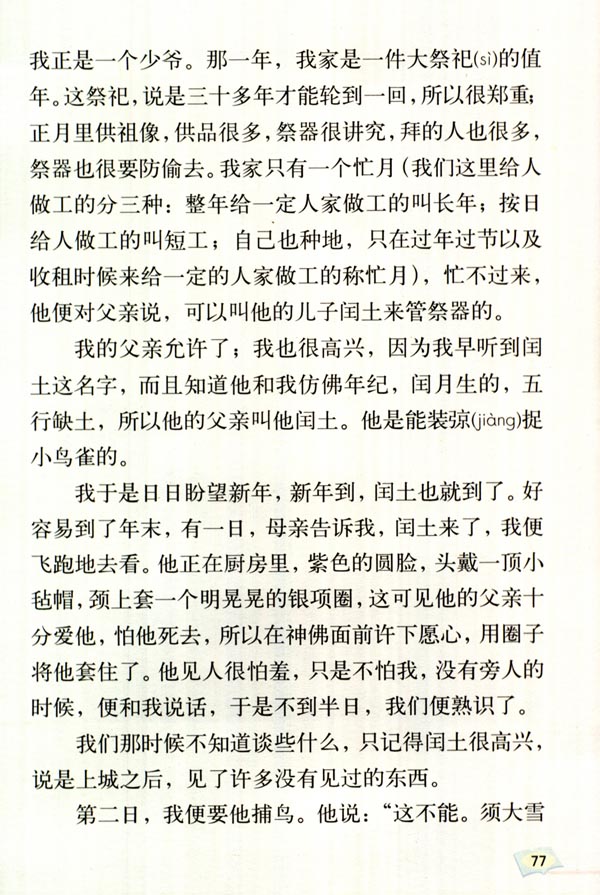 我正是一个少爷。那一年，我家是一件大祭祀(sì)的值
年。这祭祀，说是三十多年才能轮到一回，所以很郑重；
正月里供祖像，供品很多，祭器很讲究，拜的人也很多，
祭器也很要防偷去。我家只有一个忙月（我们这里给人
做工的分三种：整年给一定人家做工的叫长年；按日
给人做工的叫短工；自己也种地，只在过年过节以及
收租时候来给一定的人家做工的称忙月），忙不过来，
他便对父亲说，可以叫他的儿子闰土来管祭器的。
我的父亲允许了；我也很高兴，因为我早听到闰
土这名字，而且知道他和我仿佛年纪，闰月生的，五
行缺土，所以他的父亲叫他闰土。他是能装弶(jiàng)捉
小鸟雀的。
我于是日日盼望新年，新年到，闰土也就到了。好
容易到了年末，有一日，母亲告诉我，闰土来了，我便
飞跑地去看。他正在厨房里，紫色的圆脸，头戴一顶小
毡帽，颈上套一个明晃晃的银项圈，这可见他的父亲十
分爱他，怕他死去，所以在神佛面前许下愿心，用圈子
将他套住了。他见人很怕羞，只是不怕我，没有旁人的
时候，便和我说话，于是不到半日，我们便熟识了。
我们那时候不知道谈些什么，只记得闰土很高兴，
说是上城之后，见了许多没有见过的东西。
第二日，我便要他捕鸟。他说：“这不能。须大雪
77